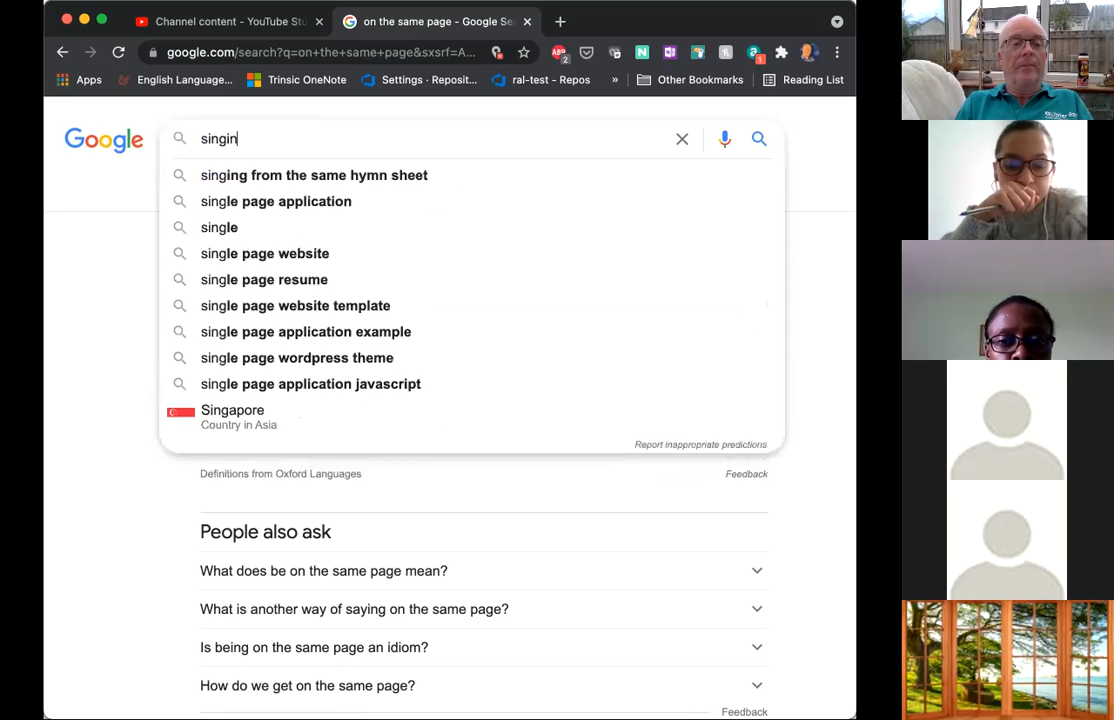 Channel content - YouTube Stu
on the same page - Google Sea
google.com/search?q=on+the+same+page&sxsrf=A...
ABP
2
N
N
a
1
Apps
English Language...
Trinsic OneNote
Settings · Reposit...
ral-test - Repos
»
Other Bookmarks
Reading List
Google
singin
singing from the same hymn sheet
single page application
single
single page website
single page resume
single page website template
single page application example
single page wordpress theme
single page application javascript
Singapore
Country in Asia
Report inappropriate predictions
Definitions from Oxford Languages
Feedback
People also ask
What does be on the same page mean?
What is another way of saying on the same page?
Is being on the same page an idiom?
How do we get on the same page?
Feedback